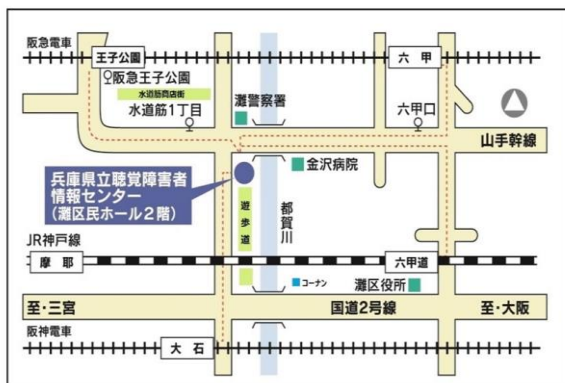 阪急電車
王子公園
六甲
阪急王子公園
水道筋商店街
水道筋1丁目
灘警察署
六甲口
山手幹線
金沢病院
兵庫県立聴覚障害者
情報センター
(灘区民ホール2階)
遊歩道
都賀川
JR神戸線
摩耶
六甲道
コーナン
灘区役所
至・三宮
国道2号線
至・大阪
阪神電車
大石